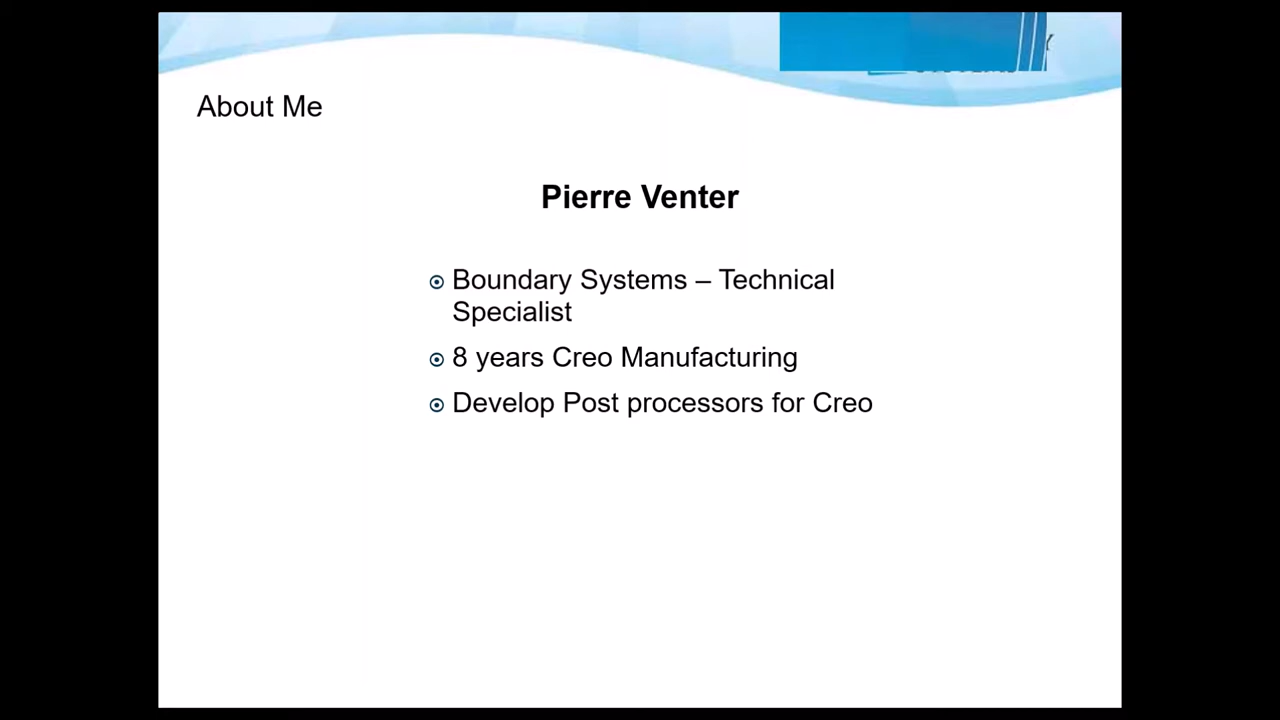 About Me
Pierre Venter
Boundary Systems – Technical
Specialist
8 years Creo Manufacturing
Develop Post processors for Creo